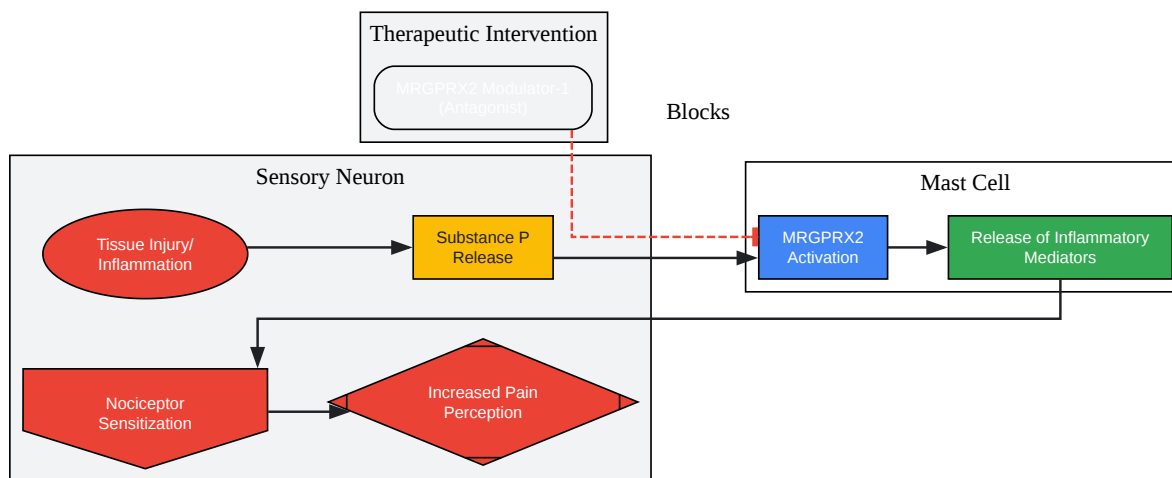 Therapeutic Intervention
MRGPRX2 Modulator-1
(Antagonist)
Blocks
Sensory Neuron
Mast Cell
Tissue Injury/
Inflammation
Substance P
Release
MRGPRX2
Activation
Release of Inflammatory
Mediators
Nociceptor
Sensitization
Increased Pain
Perception